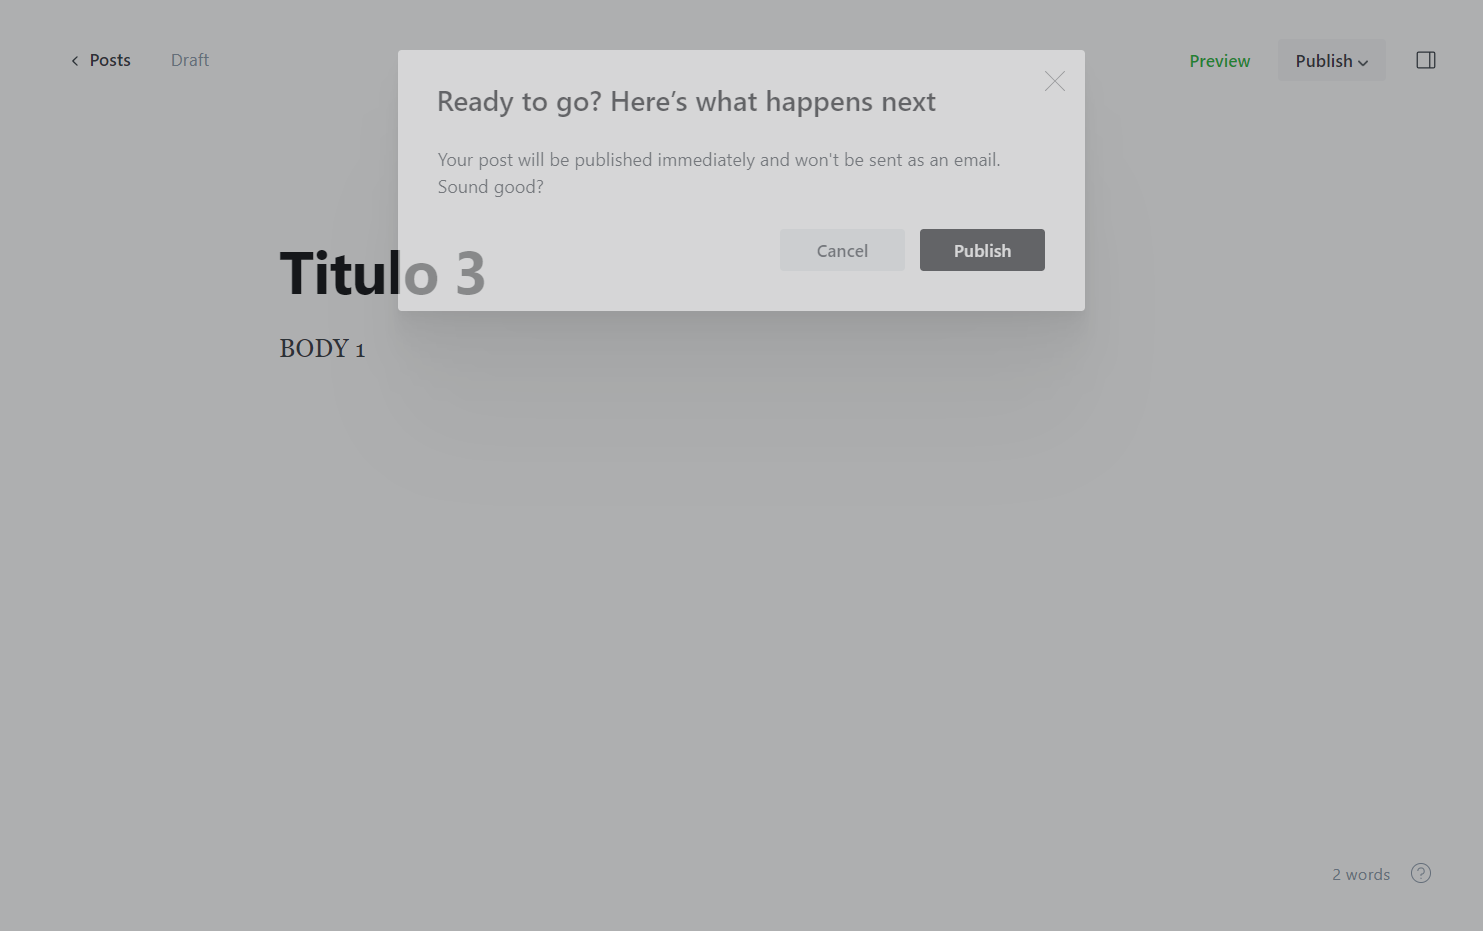 Posts
Draft
Preview
Publish
Ready to go? Here’s what happens next
Your post will be published immediately and won't be sent as an email.
Sound good?
Cancel
Publish
Titulo 3
BODY 1
2 words
?